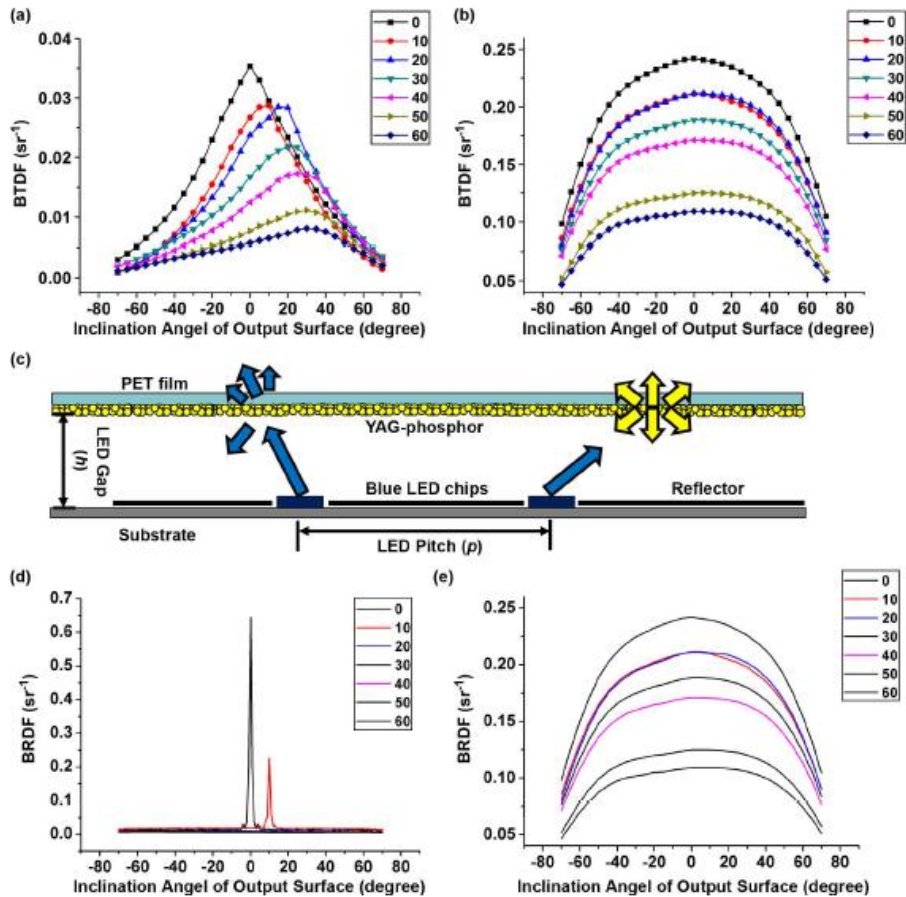 (a)
0
10
20
30
40
50
60
0.04
0.03
0.02
0.01
0.00
BTDF (sr-1)
-80 -60 -40 -20 0 20 40 60 80
Inclination Angel of Output Surface (degree)
(b)
0
10
20
30
40
50
60
0.25
0.20
0.15
0.10
0.05
BTDF (sr-1)
-80 -60 -40 -20 0 20 40 60 80
Inclination Angel of Output Surface (degree)
(c)
PET film
YAG-phosphor
LED Gap
(h)
Blue LED chips
Reflector
Substrate
LED Pitch (p)
(d)
0
10
20
30
40
50
60
0.7
0.6
0.5
0.4
0.3
0.2
0.1
0.0
BRDF (sr-1)
-80 -60 -40 -20 0 20 40 60 80
Inclination Angel of Output Surface (degree)
(e)
0
10
20
30
40
50
60
0.25
0.20
0.15
0.10
0.05
BRDF (sr-1)
-80 -60 -40 -20 0 20 40 60 80
Inclination Angel of Output Surface (degree)